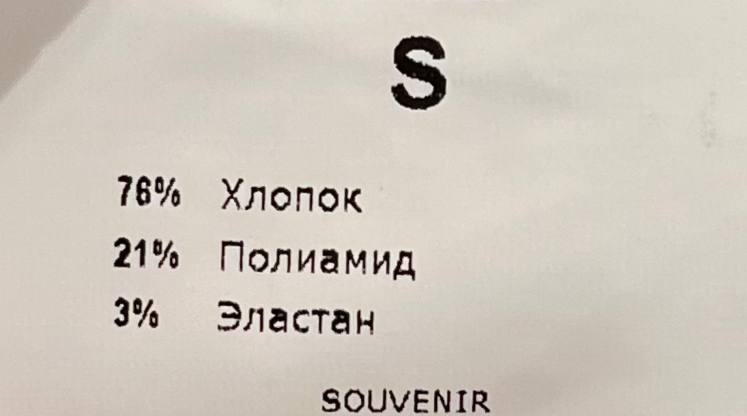 S
76% Хлопок
21% Полиамид
3% Эластан
SOUVENIR